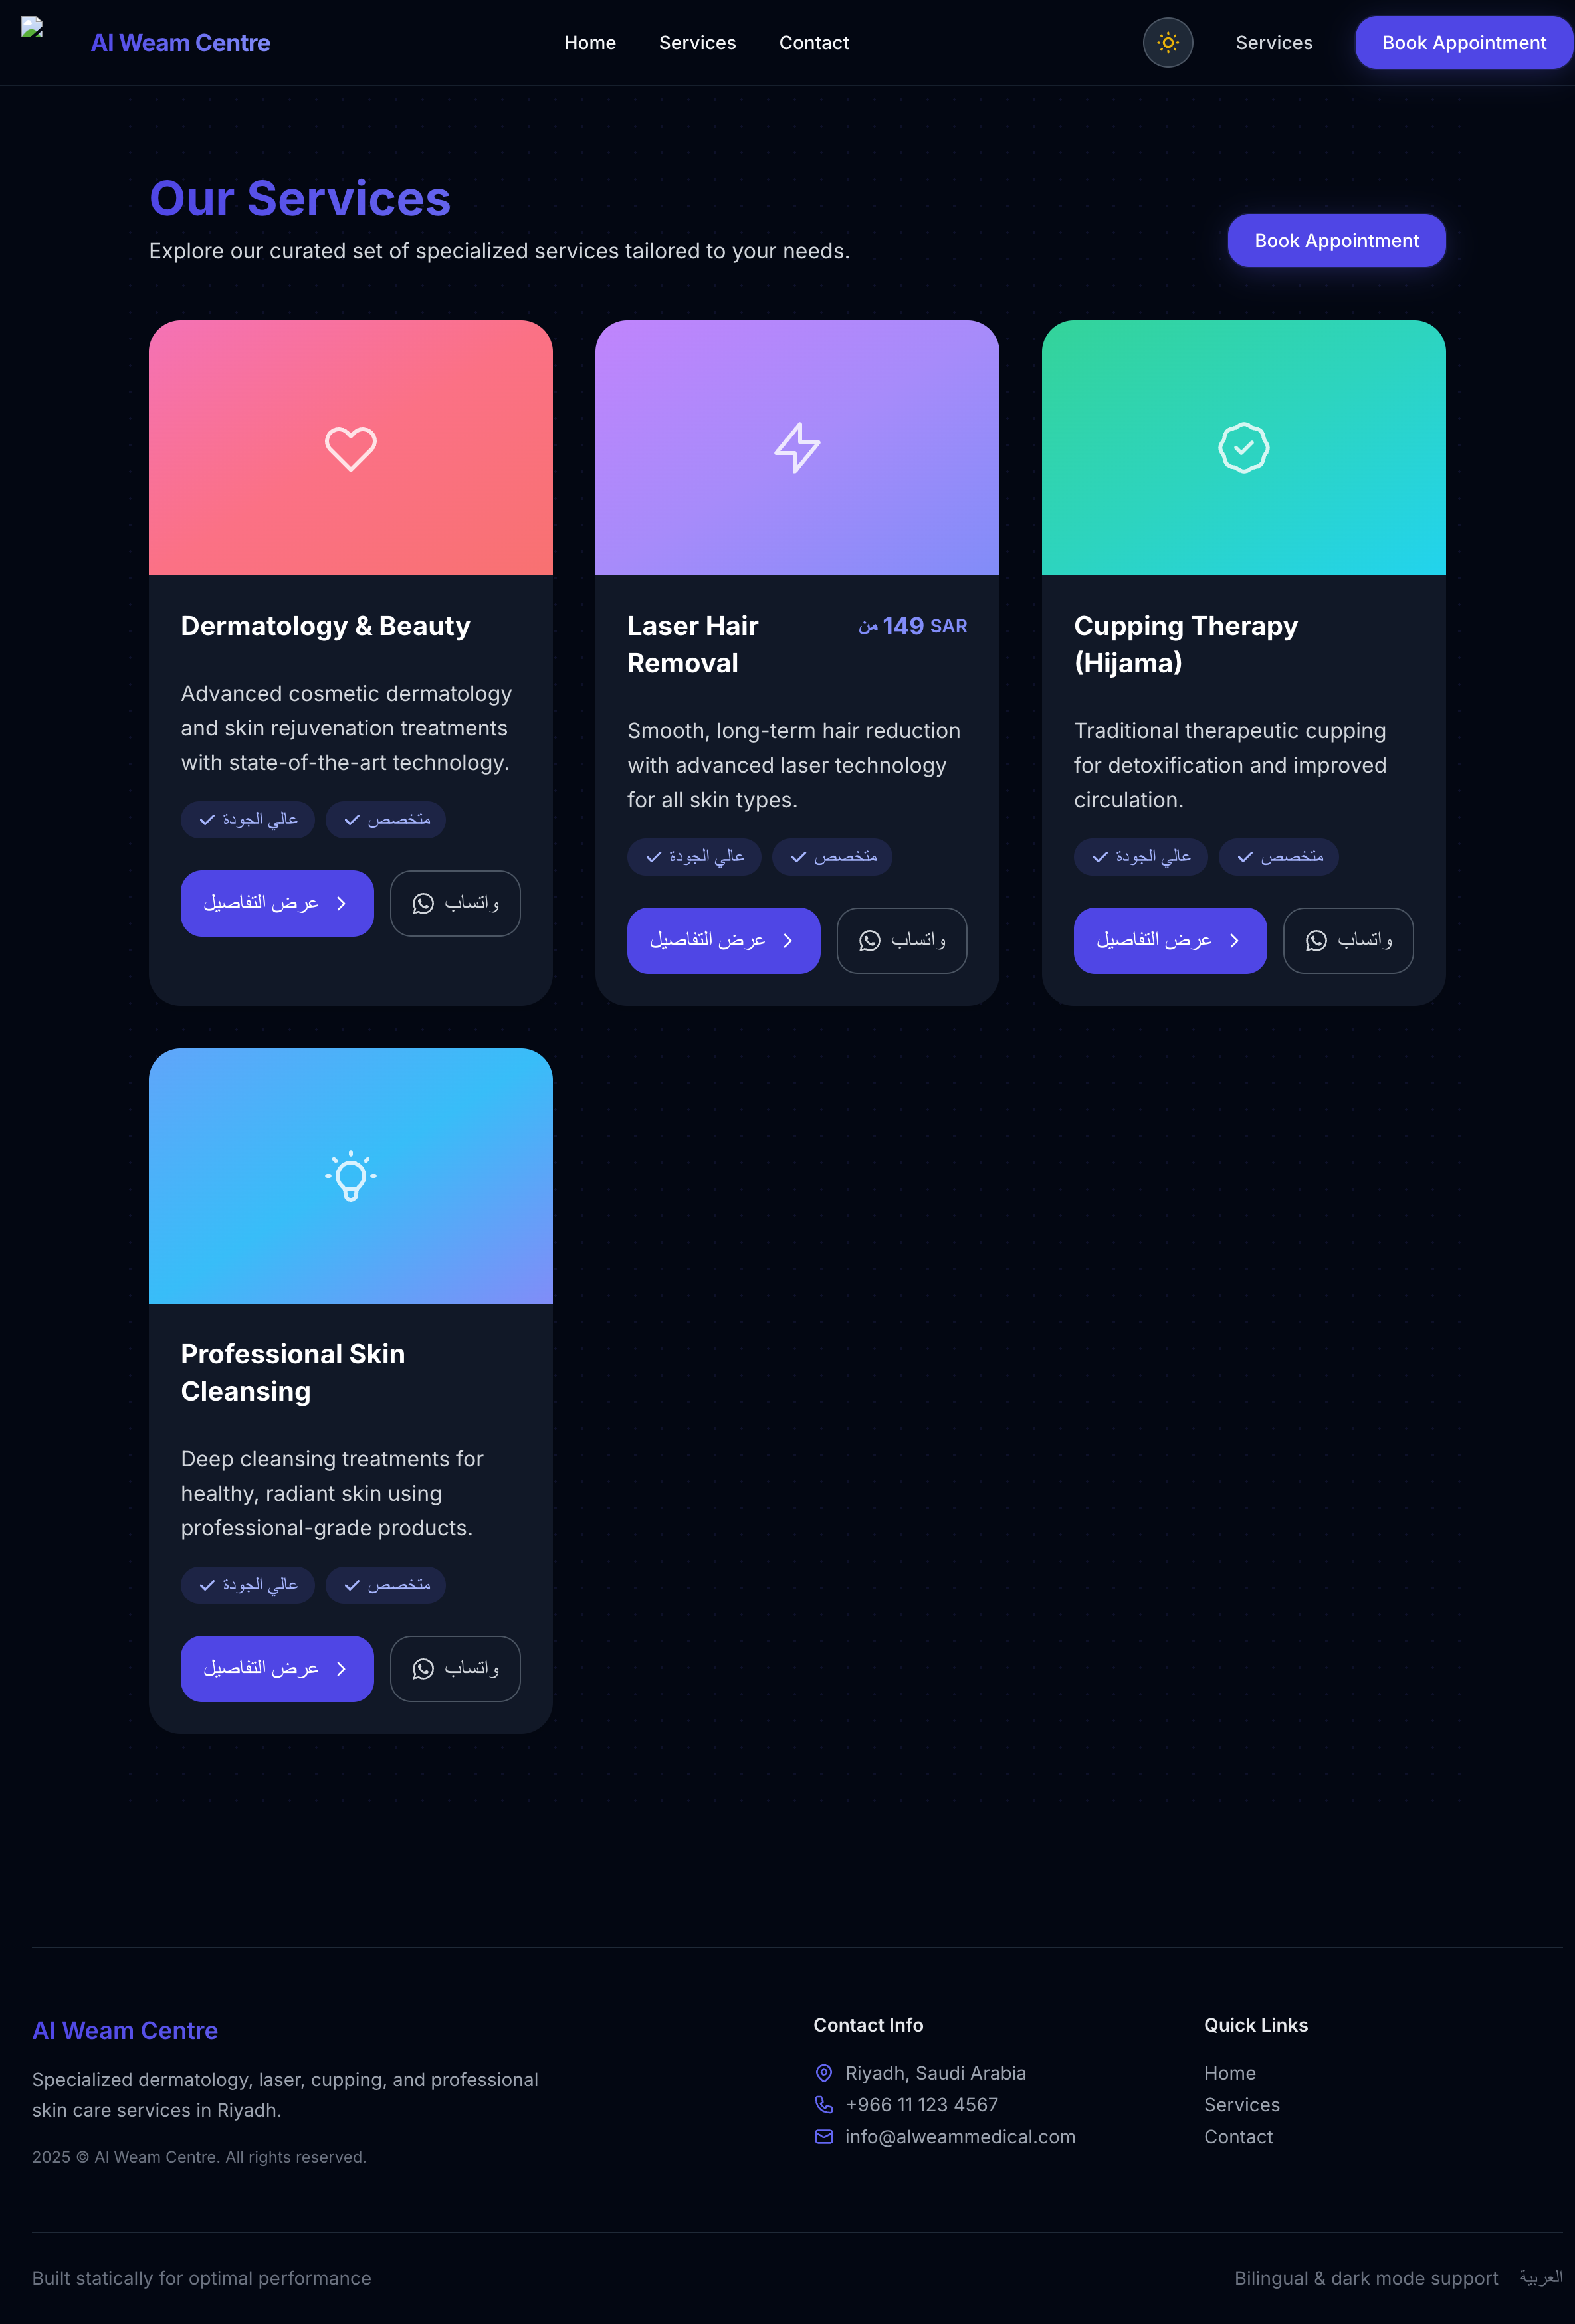 Al Weam Centre
Home
Services
Contact
Services
Book Appointment
Our Services
Explore our curated set of specialized services tailored to your needs.
Book Appointment
Dermatology & Beauty
Advanced cosmetic dermatology
and skin rejuvenation treatments
with state-of-the-art technology.
عالي الجودة
متخصص
عرض التفاصيل
واتساب
Laser Hair
Removal
من 149 SAR
Smooth, long-term hair reduction
with advanced laser technology
for all skin types.
عالي الجودة
متخصص
عرض التفاصيل
واتساب
Cupping Therapy
(Hijama)
Traditional therapeutic cupping
for detoxification and improved
circulation.
عالي الجودة
متخصص
عرض التفاصيل
واتساب
Professional Skin
Cleansing
Deep cleansing treatments for
healthy, radiant skin using
professional-grade products.
عالي الجودة
متخصص
عرض التفاصيل
واتساب
Al Weam Centre
Specialized dermatology, laser, cupping, and professional
skin care services in Riyadh.
2025 © Al Weam Centre. All rights reserved.
Contact Info
Riyadh, Saudi Arabia
+966 11 123 4567
info@alweammedical.com
Quick Links
Home
Services
Contact
Built statically for optimal performance
Bilingual & dark mode support
العربية